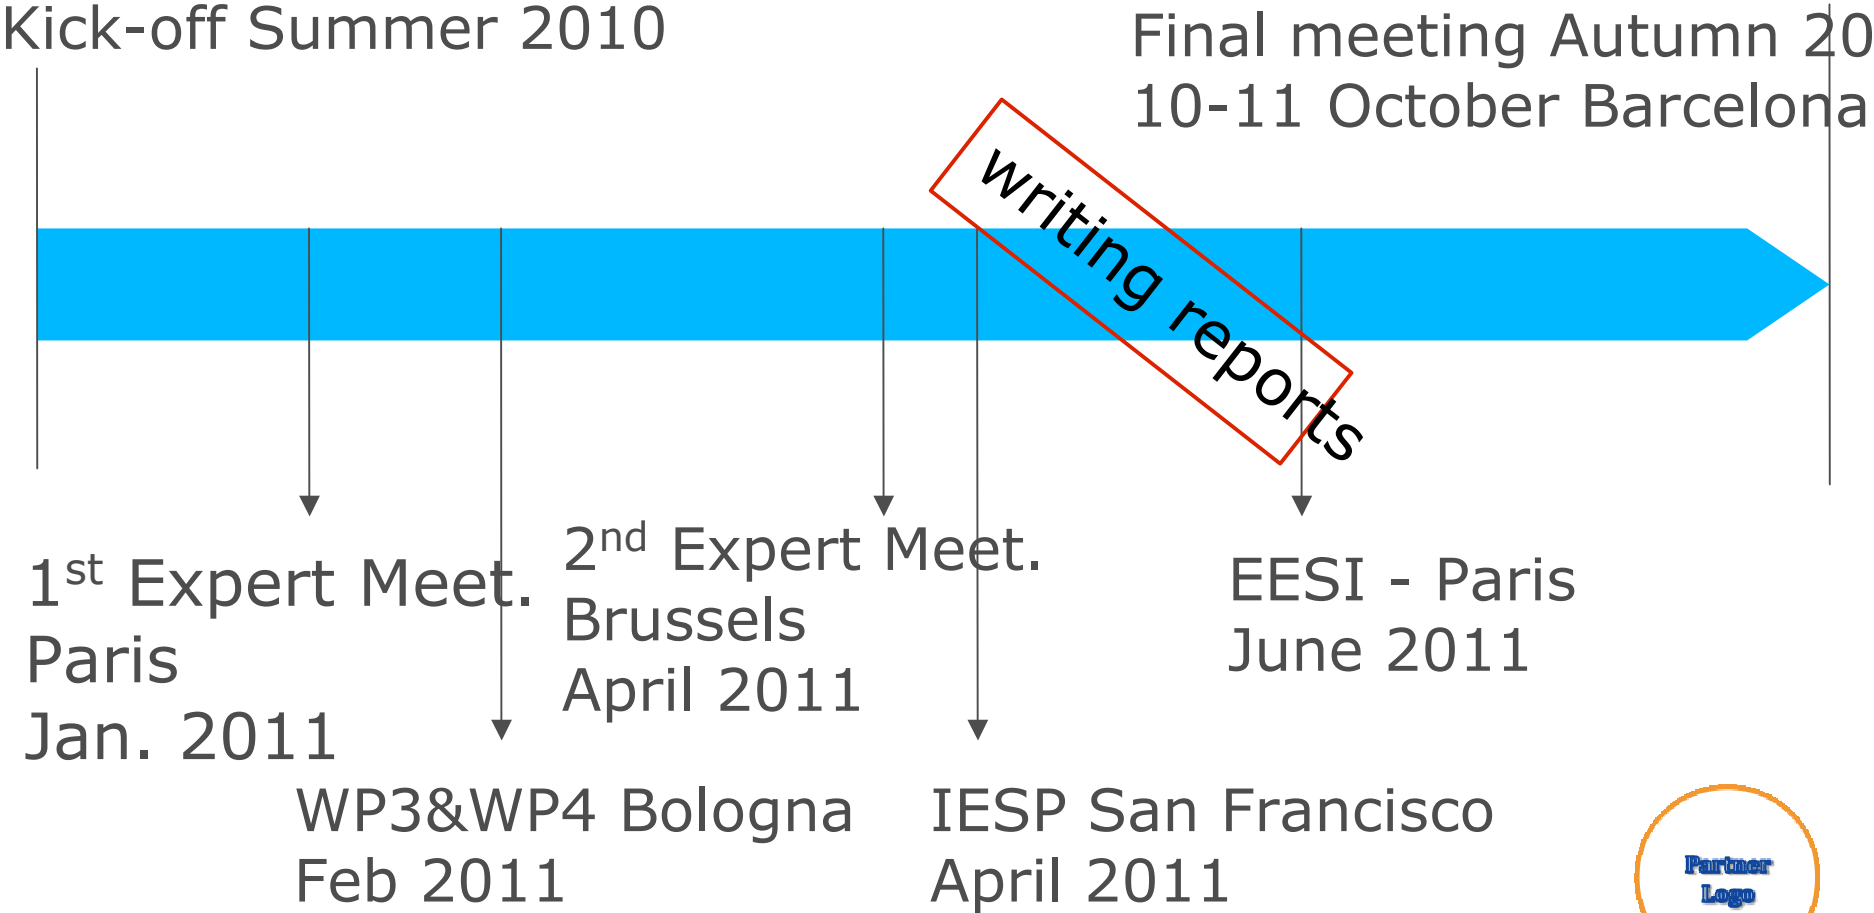 Kick-off Summer 2010
Final meeting Autumn 20
10-11 October Barcelona
writing reports
1st Expert Meet.
Paris
Jan. 2011
2nd Expert Meet.
Brussels
April 2011
EESI - Paris
June 2011
WP3&WP4 Bologna
Feb 2011
IESP San Francisco
April 2011
Partner
Logo